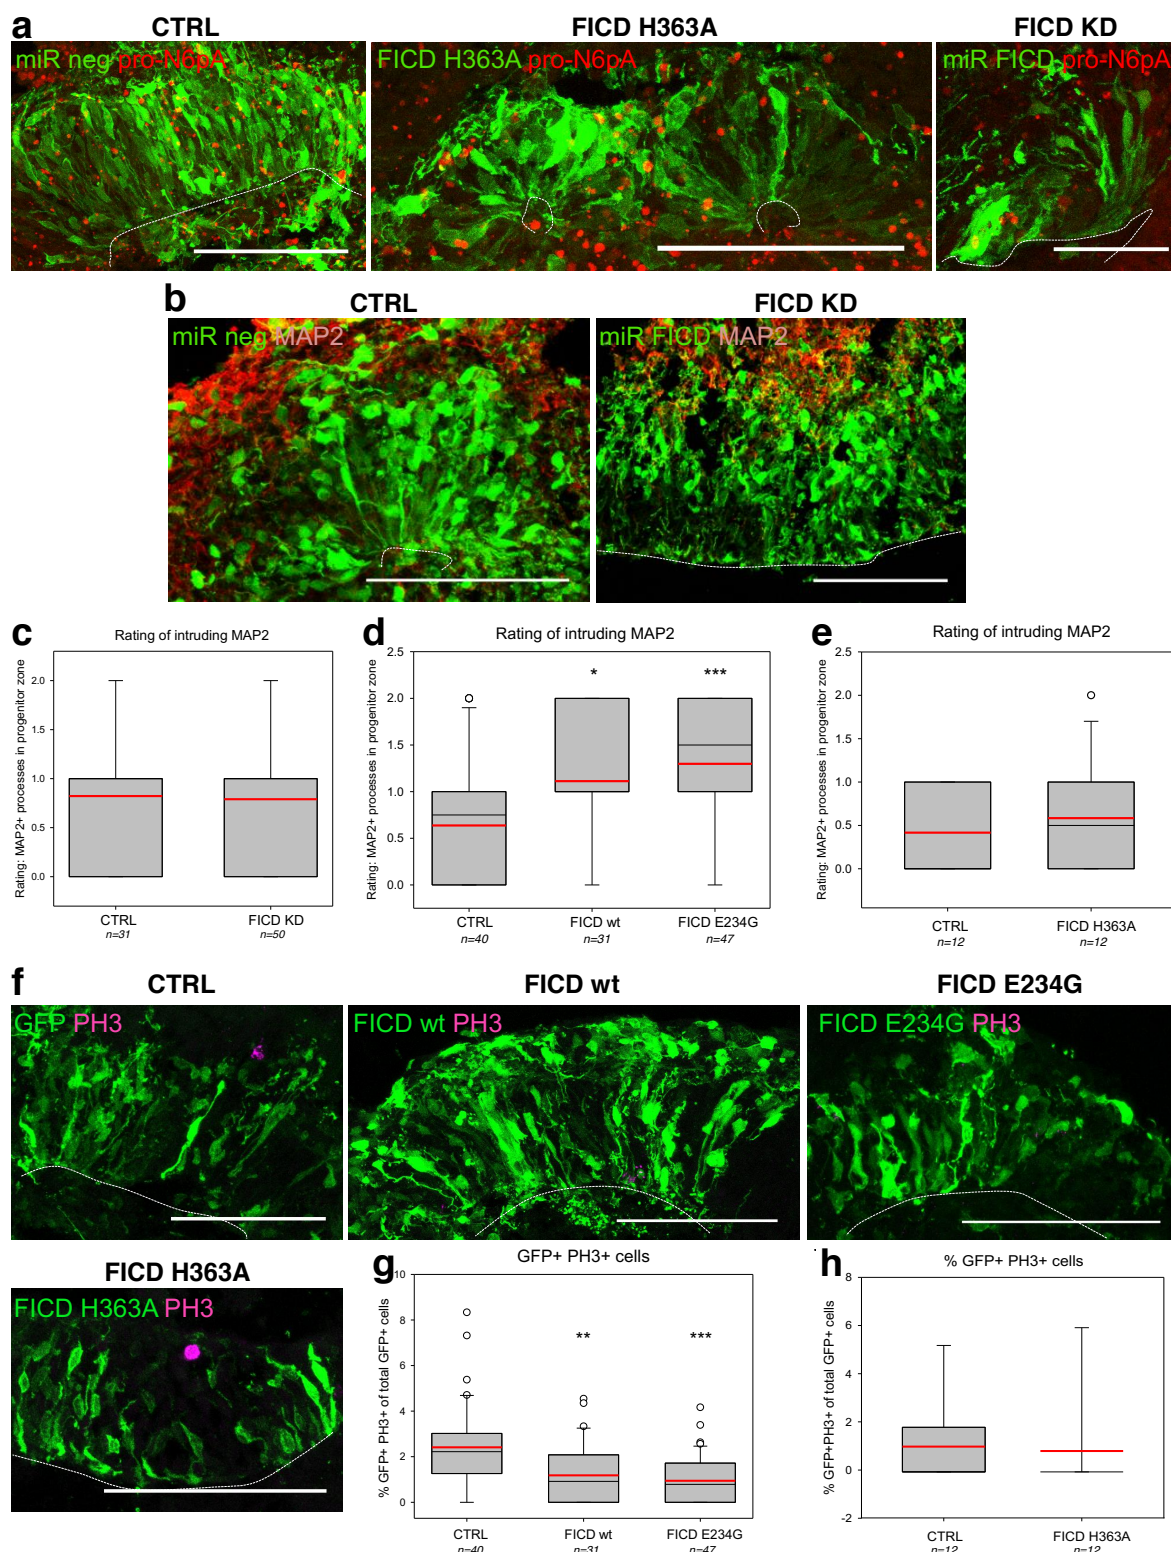 a
CTRL
FICD H363A
FICD KD
miR neg pro-N6pA
FICD H363A pro-N6pA
miR FICD pro-N6pA
b
CTRL
FICD KD
miR neg MAP2
miR FICD MAP2
c
Rating of intruding MAP2
Rating: MAP2+ processes in progenitor zone
2.0
1.5
1.0
0.5
0.0
CTRL
n=31
FICD KD
n=50
d
Rating of intruding MAP2
Rating: MAP2+ processes in progenitor zone
2.5
2.0
1.5
1.0
0.5
0.0
*
***
CTRL
n=40
FICD wt
n=31
FICD E234G
n=47
e
Rating of intruding MAP2
Rating: MAP2+ processes in progenitor zone
2.5
2.0
1.5
1.0
0.5
0.0
CTRL
n=12
FICD H363A
n=12
f
CTRL
FICD wt
FICD E234G
GFP PH3
FICD wt PH3
FICD E234G PH3
FICD H363A
FICD H363A PH3
g
GFP+ PH3+ cells
% GFP+ PH3+ of total GFP+ cells
10
8
6
4
2
0
**
***
CTRL
n=40
FICD wt
n=31
FICD E234G
n=47
h
% GFP+ PH3+ cells
% GFP+PH3+ of total GFP+ cells
8
6
4
2
0
-2
CTRL
n=12
FICD H363A
n=12